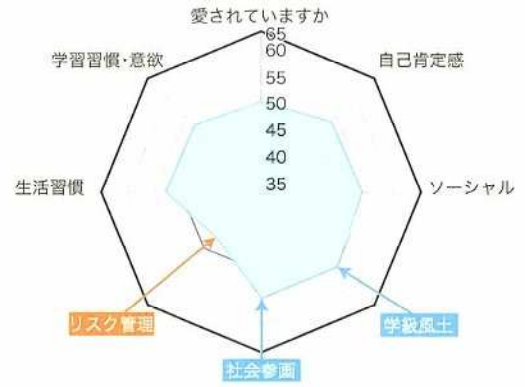 愛されていますか
65
60
学習習慣・意欲
自己肯定感
55
50
45
40
生活習慣
35
ソーシャル
リスク管理
学級風土
社会参画